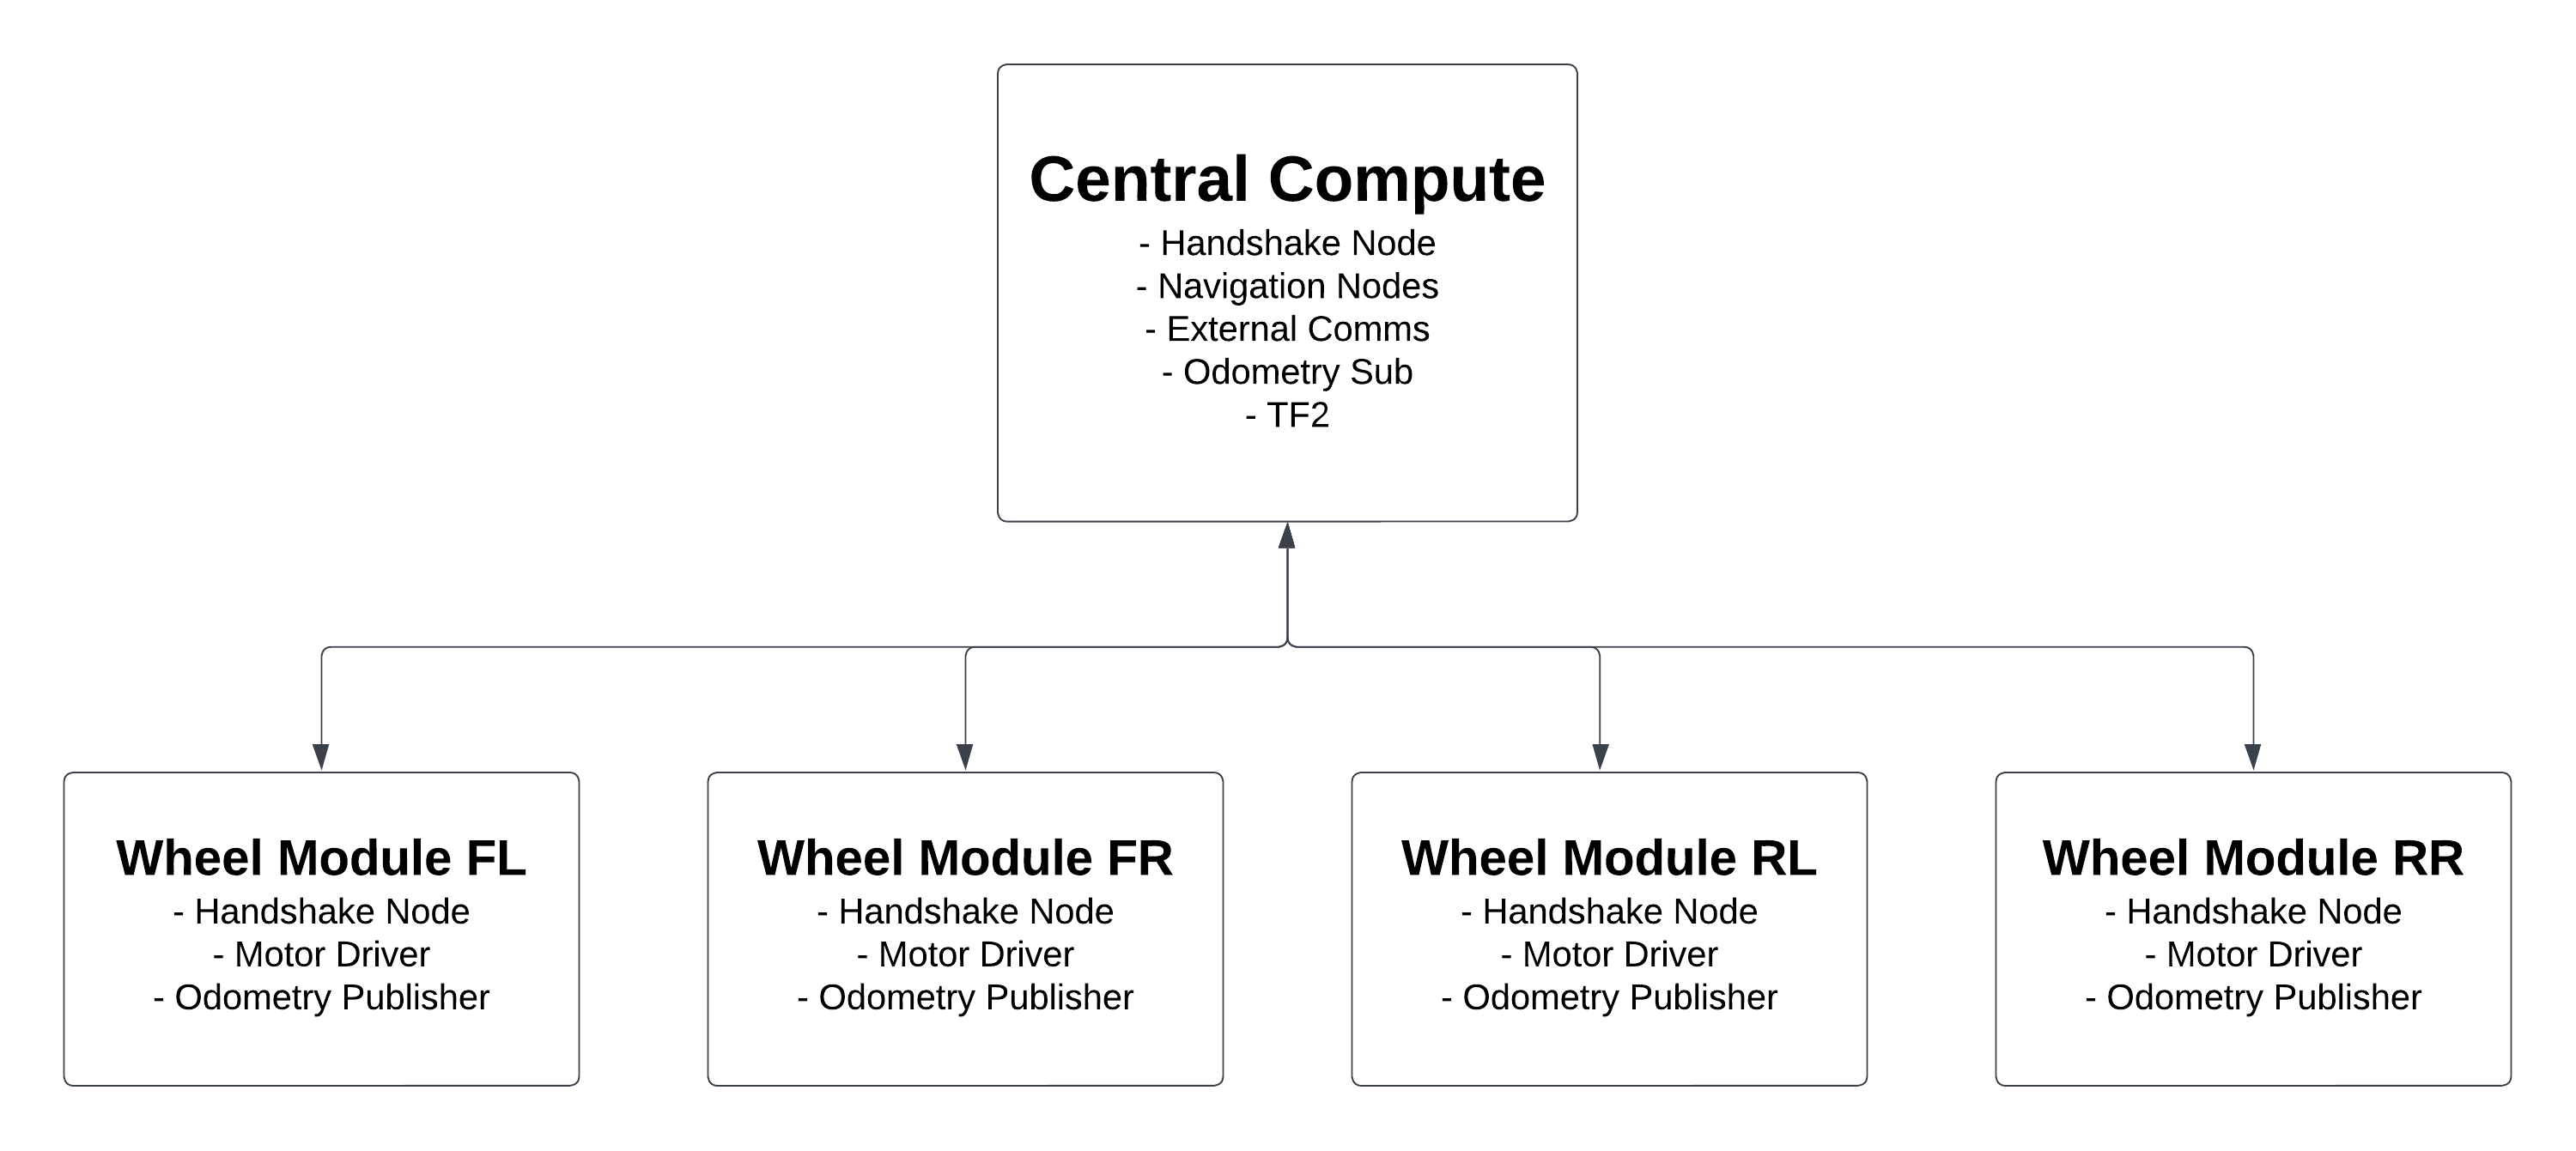 Central Compute
- Handshake Node
- Navigation Nodes
- External Comms
- Odometry Sub
- TF2
Wheel Module FL
- Handshake Node
- Motor Driver
- Odometry Publisher
Wheel Module FR
- Handshake Node
- Motor Driver
- Odometry Publisher
Wheel Module RL
- Handshake Node
- Motor Driver
- Odometry Publisher
Wheel Module RR
- Handshake Node
- Motor Driver
- Odometry Publisher